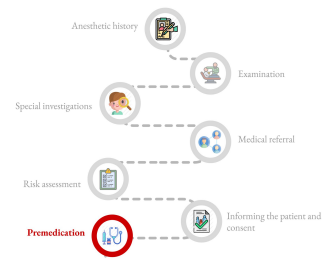 Anesthetic history
Examination
Special investigations
Medical referral
Risk assessment
Informing the patient and
consent
Premedication